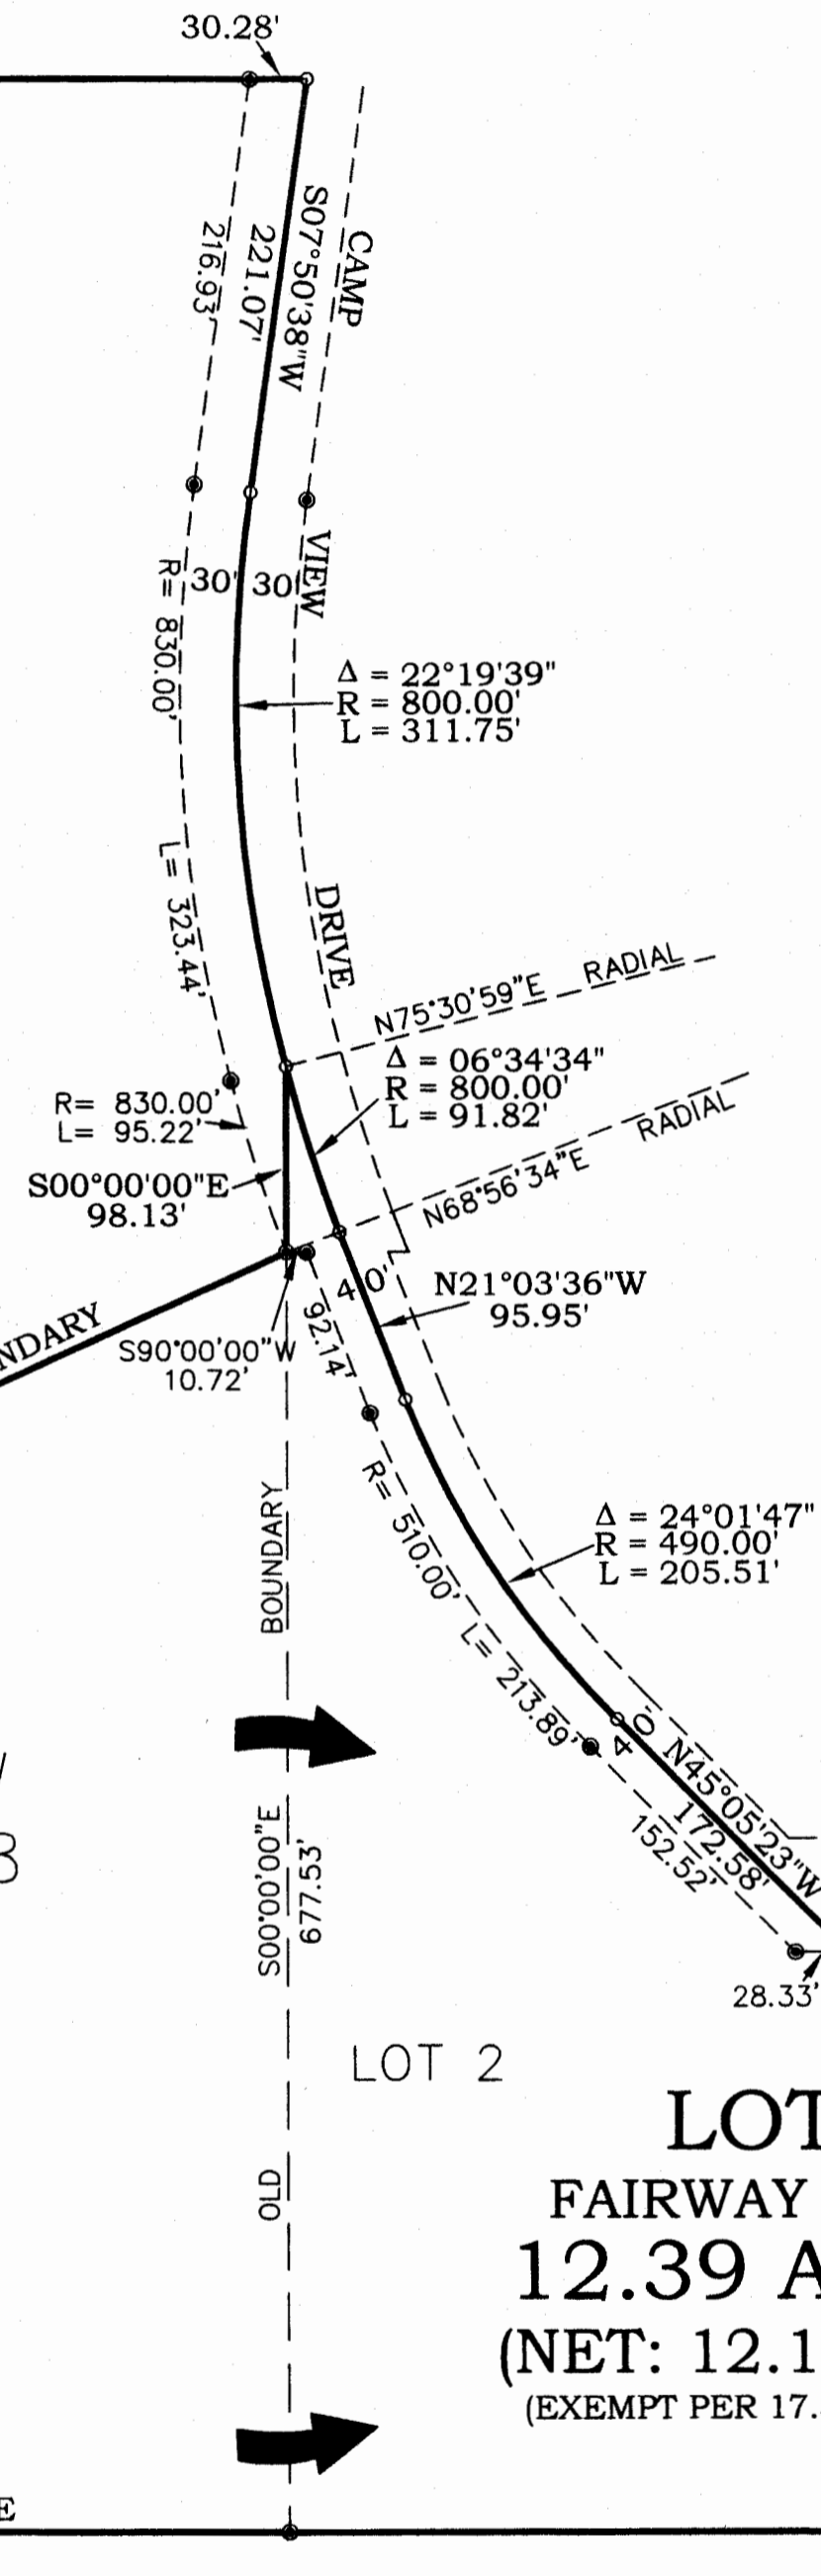 30.28'
S07°50'38"W
221.07'
216.93'
CAMP
VIEW
DRIVE
30'
30'
R= 830.00'
L= 323.44'
Δ = 22°19'39"
R = 800.00'
L = 311.75'
N75°30'59"E RADIAL
Δ = 06°34'34"
R = 800.00'
L = 91.82'
R= 830.00'
L= 95.22'
N68°56'34"E RADIAL
S00°00'00"E
98.13'
40'
N21°03'36"W
95.95'
NDARY
S90°00'00"W
10.72'
92.14'
R= 510.00'
L= 213.89'
Δ = 24°01'47"
R = 490.00'
L = 205.51'
BOUNDARY
40'
N45°05'23"W
172.58'
152.52'
S00°00'00"E
677.53'
28.33'
LOT 2
OLD
LOT
FAIRWAY
12.39 A
(NET: 12.1
(EXEMPT PER 17.
E